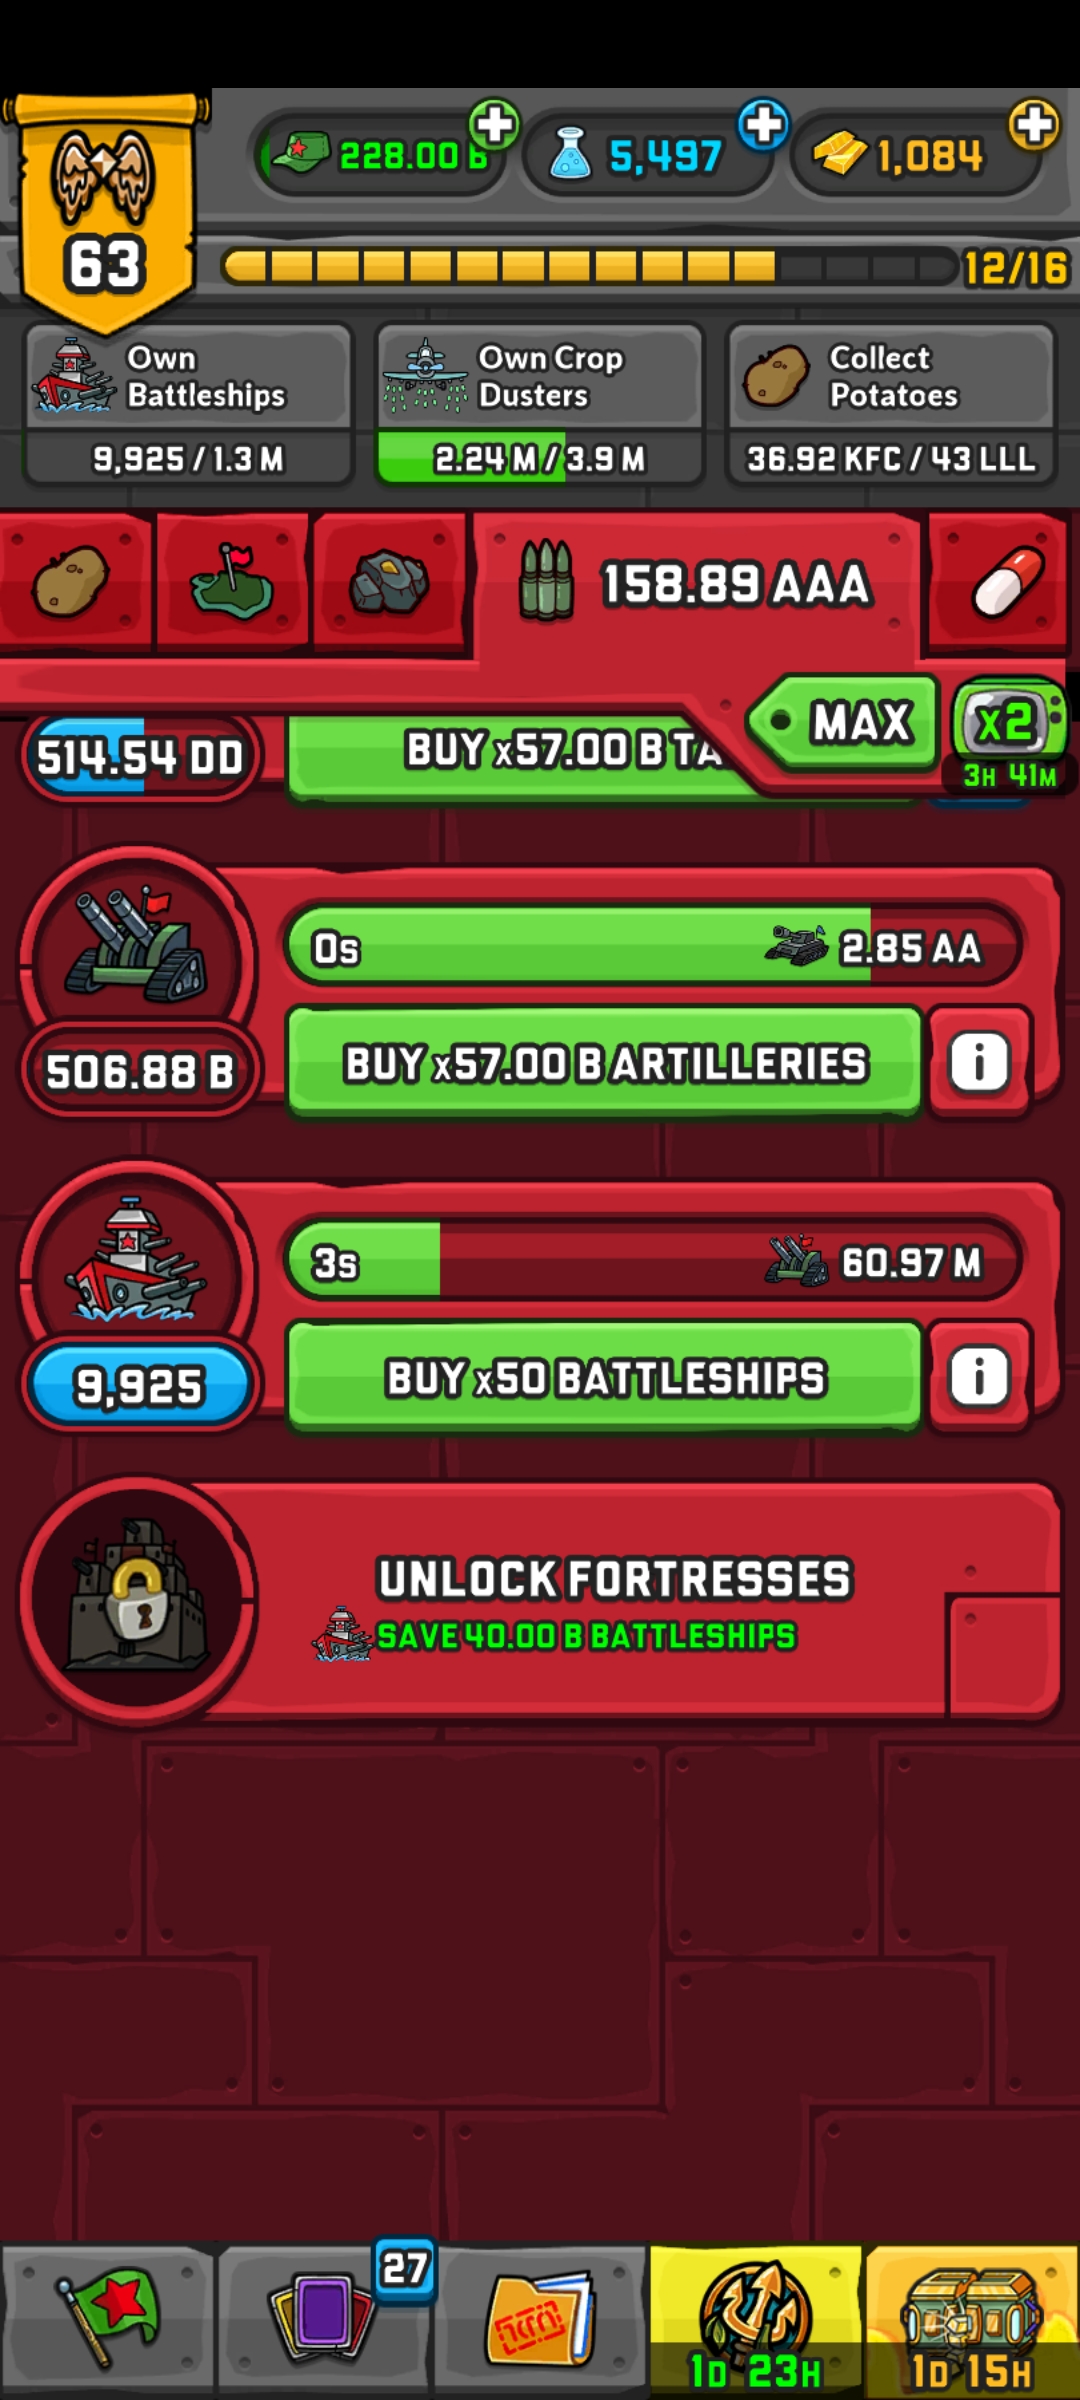 228.00 B
5,497
1,084
63
12/16
Own
Battleships
Own Crop
Dusters
Collect
Potatoes
9,925 / 1.3 M
2.24 M / 3.9 M
36.92 KFC / 43 LLL
158.89 AAA
MAX
x2
3H 41M
514.54 DD
BUY x57.00 B TA
0s
2.85 AA
506.88 B
BUY x57.00 B ARTILLERIES
i
3s
60.97 M
9,925
BUY x50 BATTLESHIPS
i
UNLOCK FORTRESSES
SAVE 40.00 B BATTLESHIPS
27
1D 23H
1D 15H